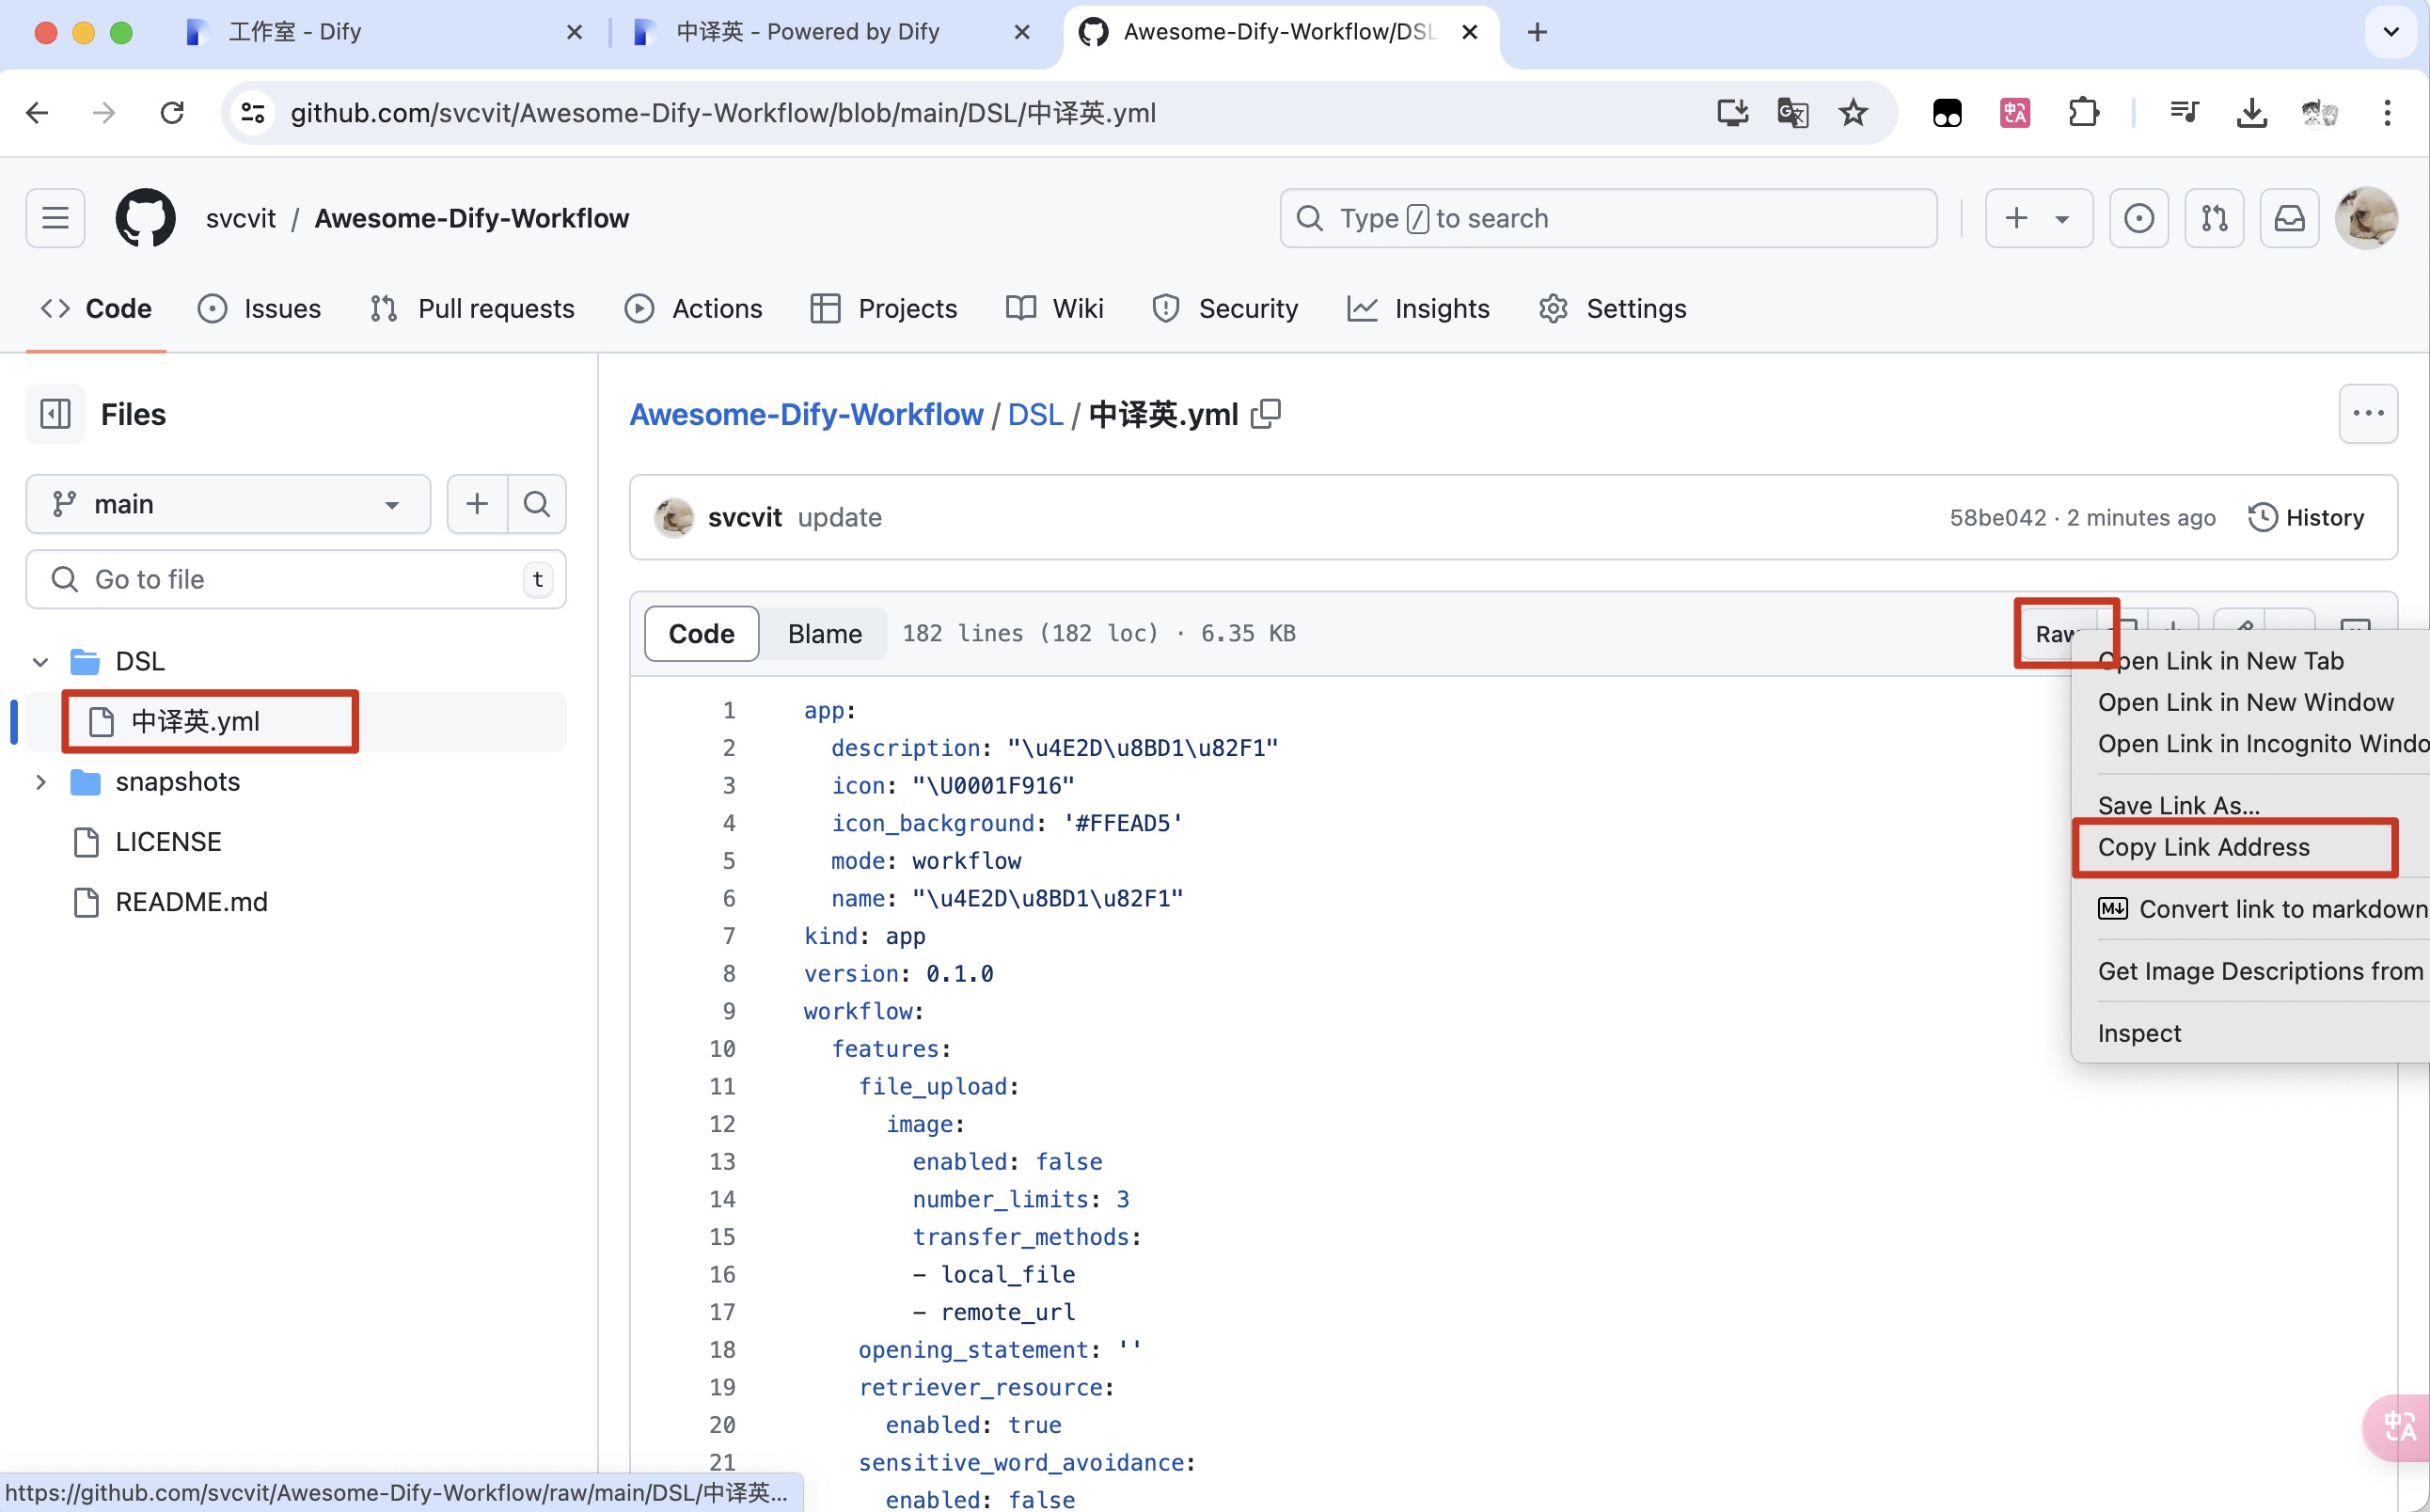 工作室 - Dify
中译英 - Powered by Dify
Awesome-Dify-Workflow/DSL
github.com/svcvit/Awesome-Dify-Workflow/blob/main/DSL/中译英.yml
svcvit / Awesome-Dify-Workflow
Type / to search
Code
Issues
Pull requests
Actions
Projects
Wiki
Security
Insights
Settings
Files
main
Go to file
t
DSL
中译英.yml
snapshots
LICENSE
README.md
Awesome-Dify-Workflow / DSL / 中译英.yml
svcvit update
58be042 · 2 minutes ago
History
Code
Blame
182 lines (182 loc) · 6.35 KB
Raw
1 app:
2 description: "\u4E2D\u8BD1\u82F1"
3 icon: "\U0001F916"
4 icon_background: '#FFEAD5'
5 mode: workflow
6 name: "\u4E2D\u8BD1\u82F1"
7 kind: app
8 version: 0.1.0
9 workflow:
10 features:
11 file_upload:
12 image:
13 enabled: false
14 number_limits: 3
15 transfer_methods:
16 - local_file
17 - remote_url
18 opening_statement: ''
19 retriever_resource:
20 enabled: true
21 sensitive_word_avoidance:
enabled: false
Open Link in New Tab
Open Link in New Window
Open Link in Incognito Windo
Save Link As...
Copy Link Address
Convert link to markdown
Get Image Descriptions from
Inspect
https://github.com/svcvit/Awesome-Dify-Workflow/raw/main/DSL/中译英...